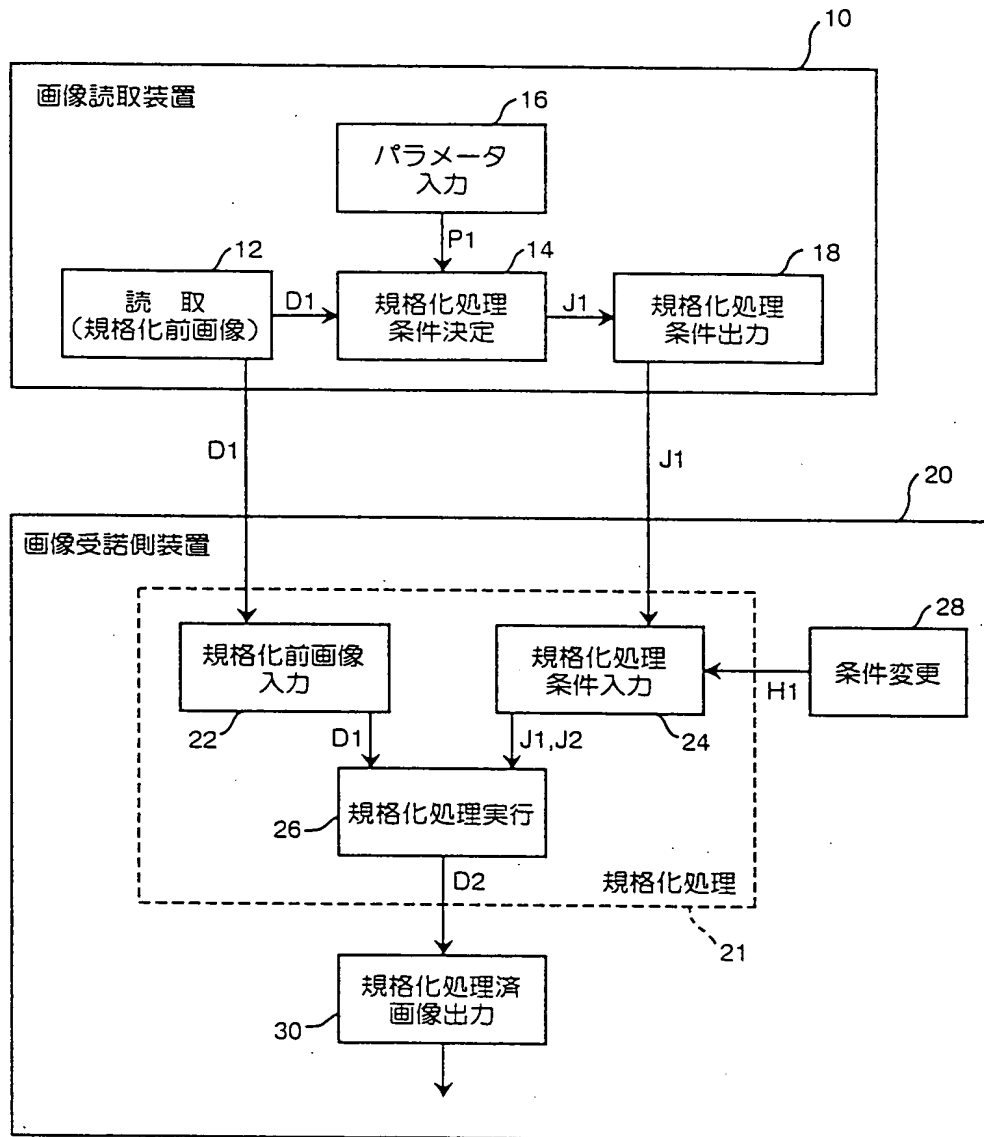 10
画像読取装置
16
パラメータ
入力
P1
12
14
18
読 取
(規格化前画像)
D1
規格化処理
条件決定
J1
規格化処理
条件出力
D1
J1
20
画像受諾側装置
28
規格化前画像
入力
規格化処理
条件入力
条件変更
H1
22
D1
J1,J2
24
規格化処理実行
26
D2
規格化処理
21
規格化処理済
画像出力
30